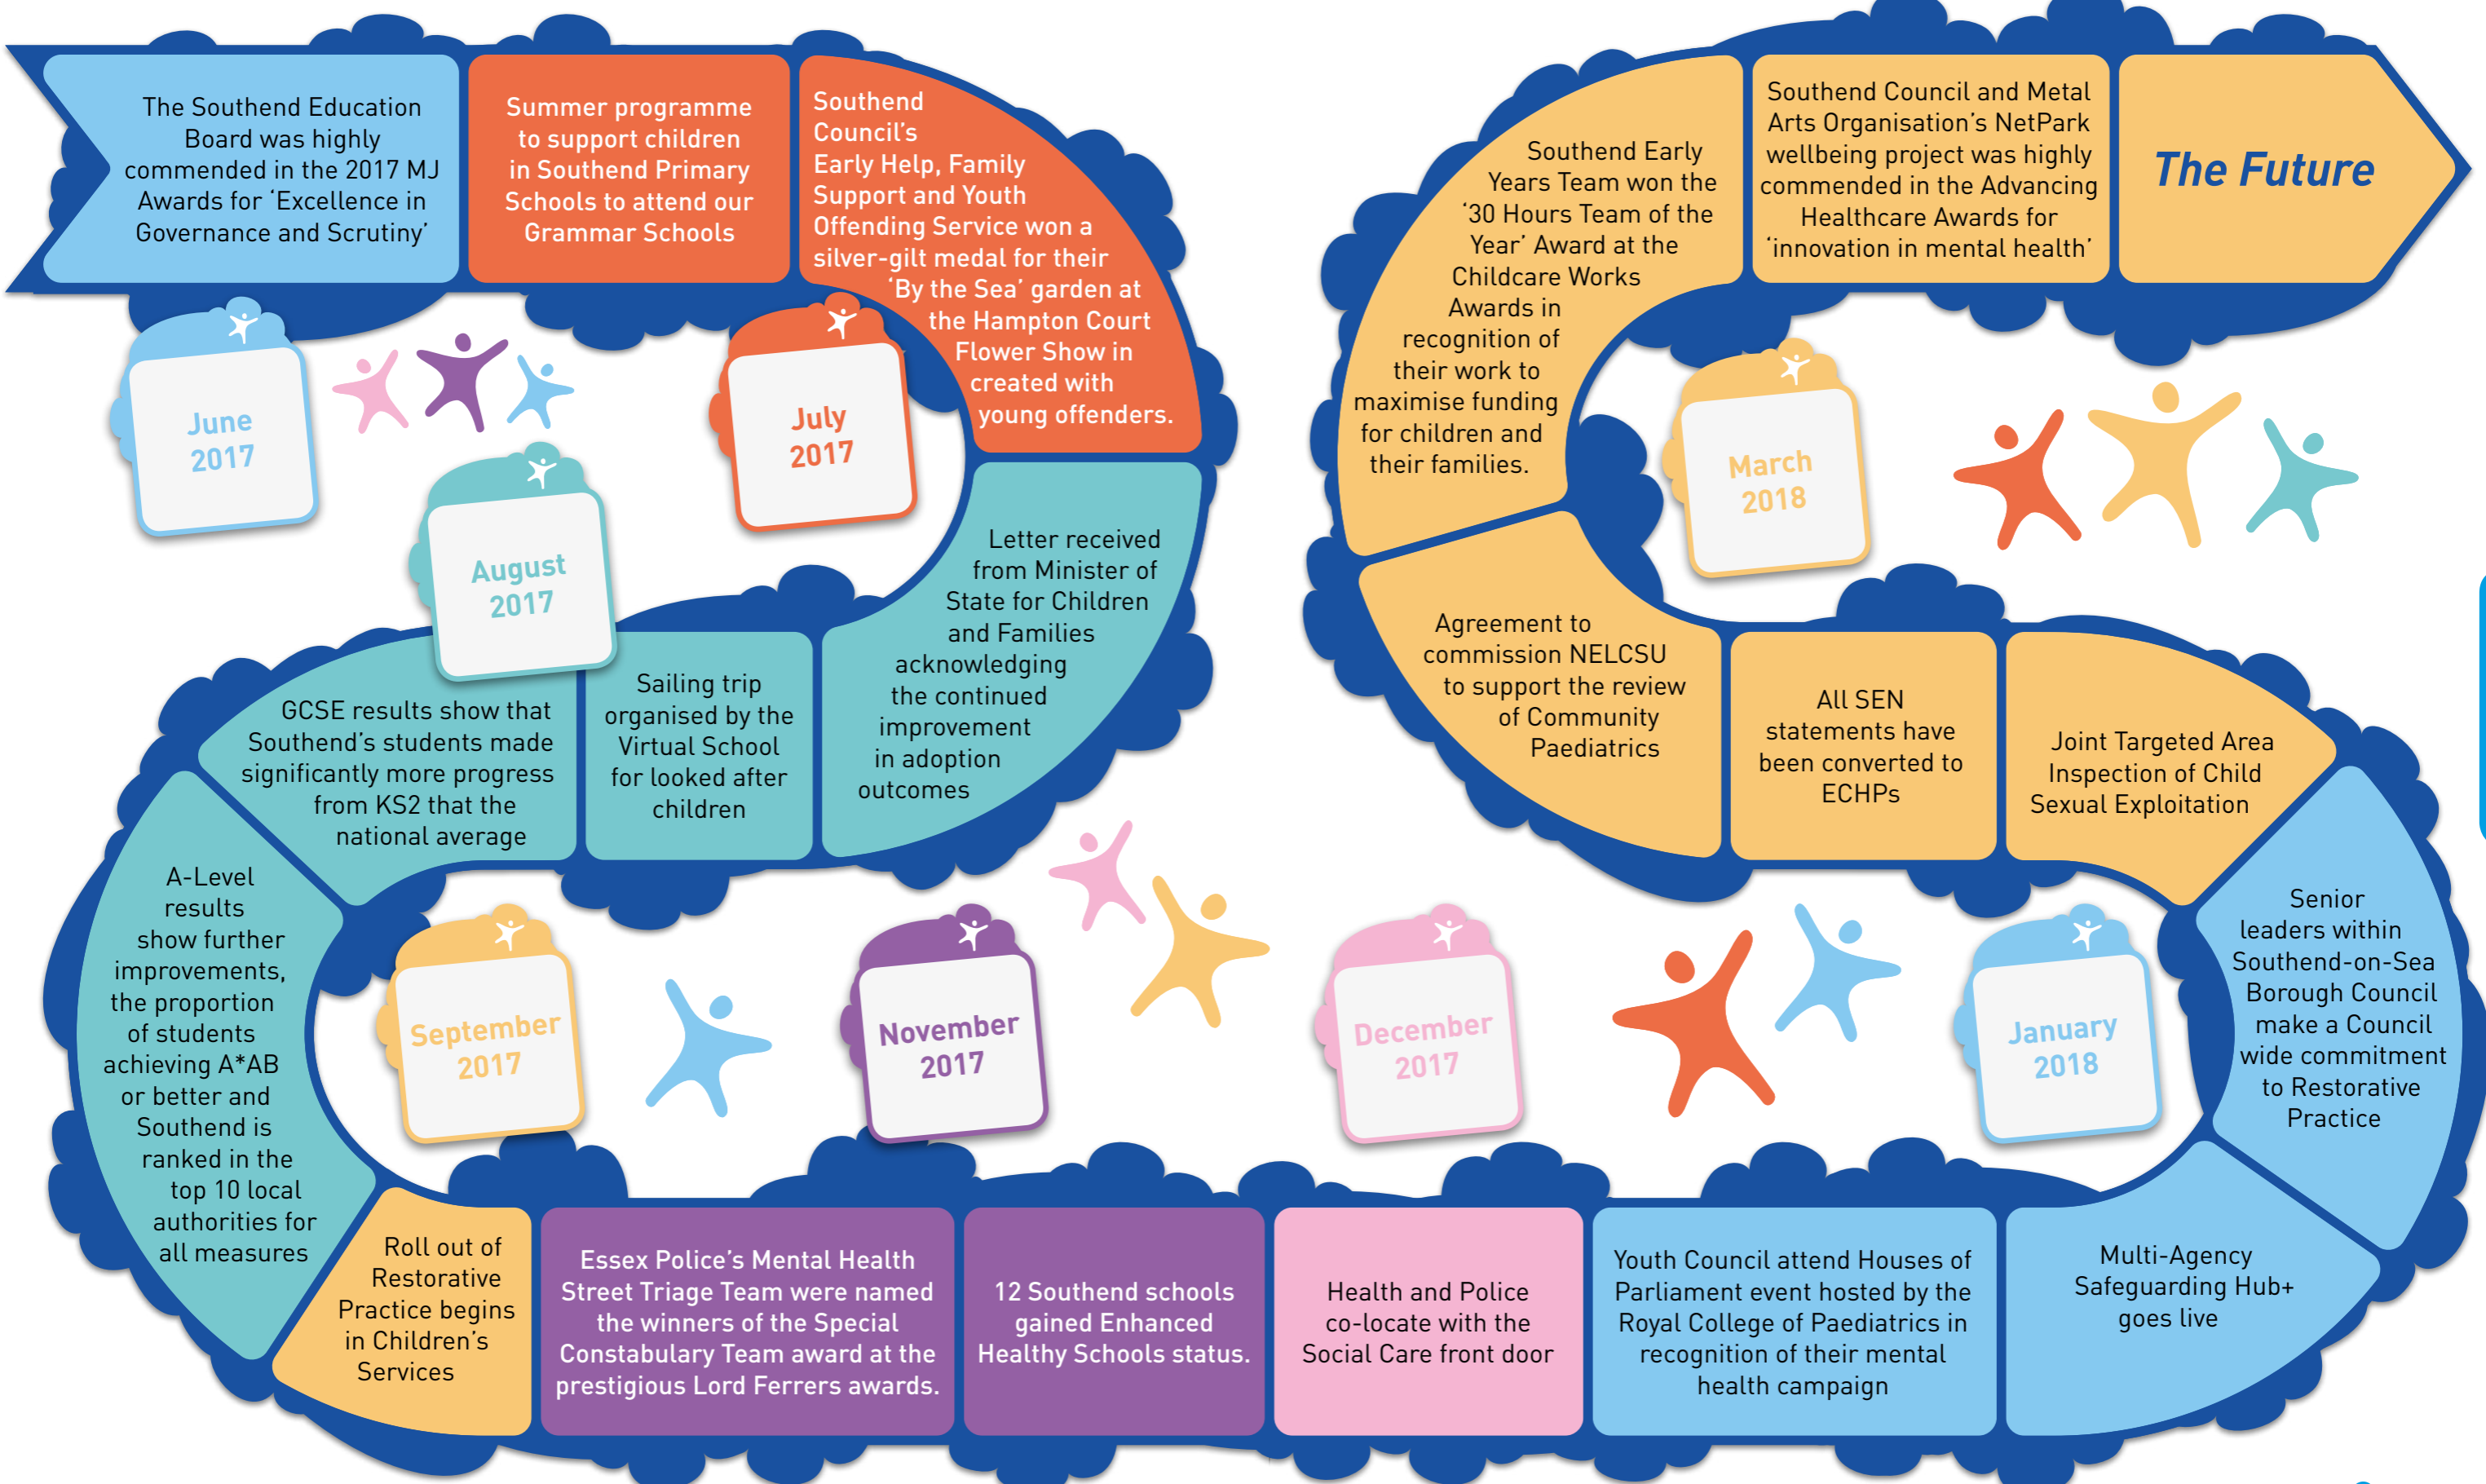 The Southend Education
Board was highly
commended in the 2017 MJ
Awards for ‘Excellence in
Governance and Scrutiny’
June
2017
Summer programme
to support children
in Southend Primary
Schools to attend our
Grammar Schools
Southend
Council’s
Early Help, Family
Support and Youth
Offending Service won a
silver-gilt medal for their
‘By the Sea’ garden at
the Hampton Court
Flower Show in
created with
young offenders.
July
2017
Letter received
from Minister of
State for Children
and Families
acknowledging
the continued
improvement
in adoption
outcomes
Sailing trip
organised by the
Virtual School
for looked after
children
August
2017
GCSE results show that
Southend’s students made
significantly more progress
from KS2 that the
national average
A-Level
results
show further
improvements,
the proportion
of students
achieving A*AB
or better and
Southend is
ranked in the
top 10 local
authorities for
all measures
September
2017
Roll out of
Restorative
Practice begins
in Children’s
Services
November
2017
Essex Police’s Mental Health
Street Triage Team were named
the winners of the Special
Constabulary Team award at the
prestigious Lord Ferrers awards.
12 Southend schools
gained Enhanced
Healthy Schools status.
December
2017
Health and Police
co-locate with the
Social Care front door
Youth Council attend Houses of
Parliament event hosted by the
Royal College of Paediatrics in
recognition of their mental
health campaign
January
2018
Multi-Agency
Safeguarding Hub+
goes live
Senior
leaders within
Southend-on-Sea
Borough Council
make a Council
wide commitment
to Restorative
Practice
Joint Targeted Area
Inspection of Child
Sexual Exploitation
All SEN
statements have
been converted to
ECHPs
Agreement to
commission NELCSU
to support the review
of Community
Paediatrics
March
2018
Southend Early
Years Team won the
‘30 Hours Team of the
Year’ Award at the
Childcare Works
Awards in
recognition of
their work to
maximise funding
for children and
their families.
Southend Council and Metal
Arts Organisation’s NetPark
wellbeing project was highly
commended in the Advancing
Healthcare Awards for
‘innovation in mental health’
The Future